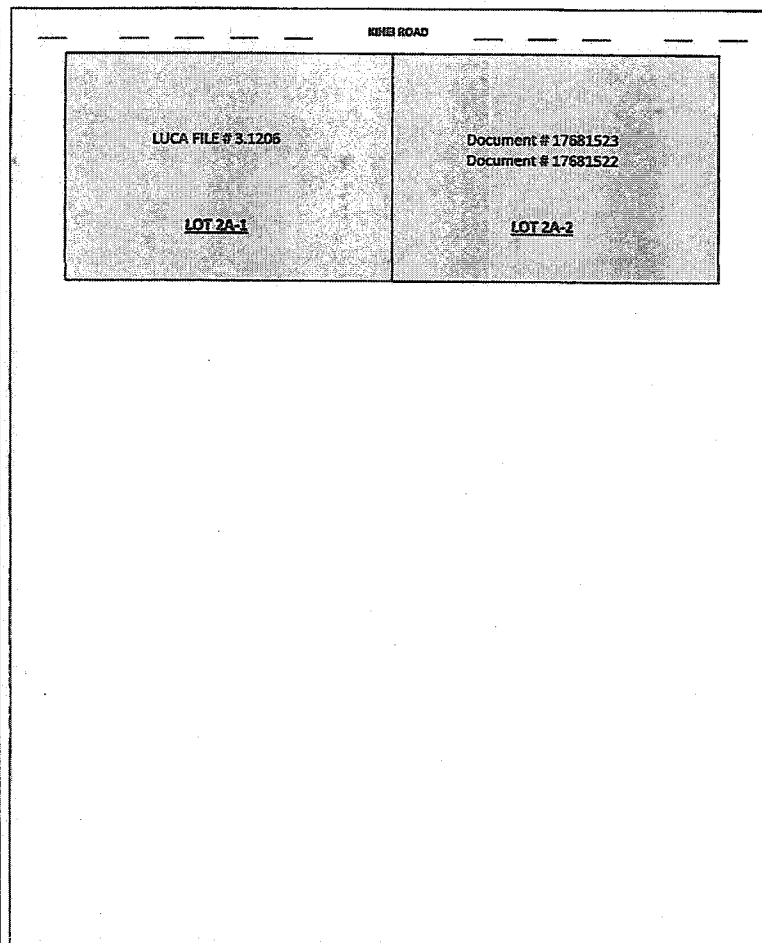 KIHEI ROAD
LUCA FILE # 3.1206
LOT 2A-1
Document # 17681523
Document # 17681522
LOT 2A-2